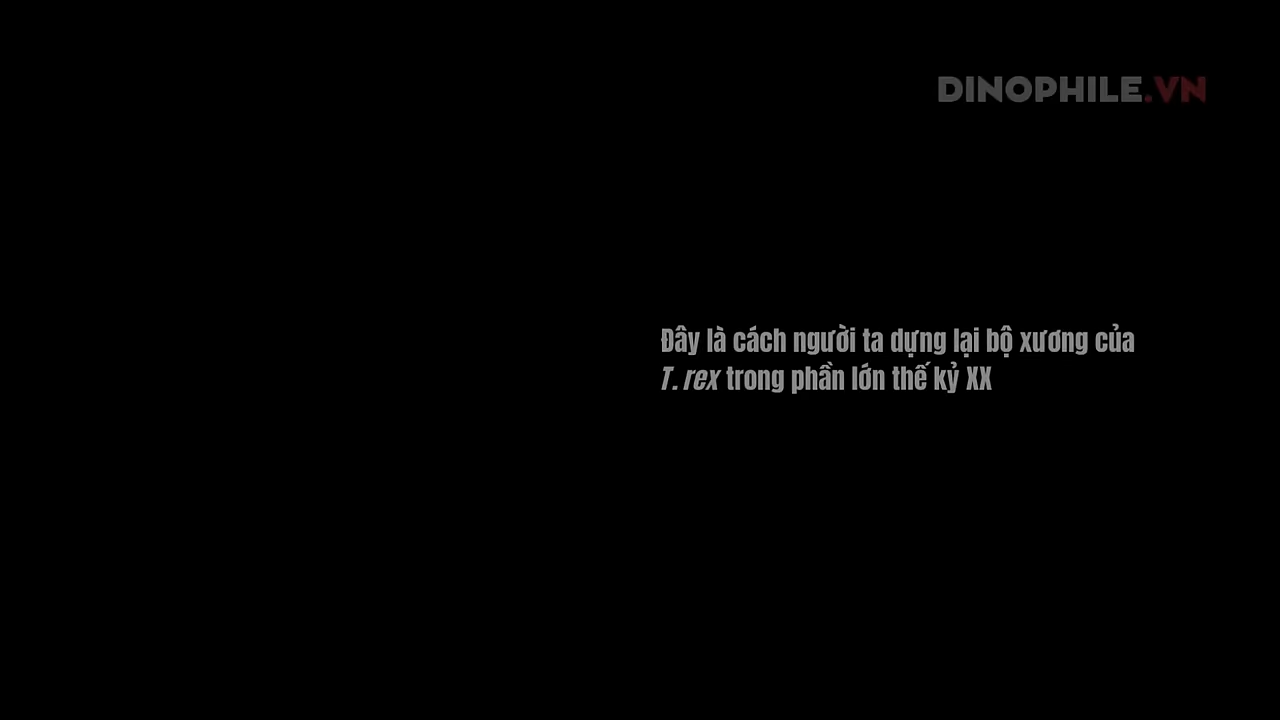 DINOPHILE.VN
Đây là cách người ta dựng lại bộ xương của
T. rex trong phần lớn thế kỷ XX